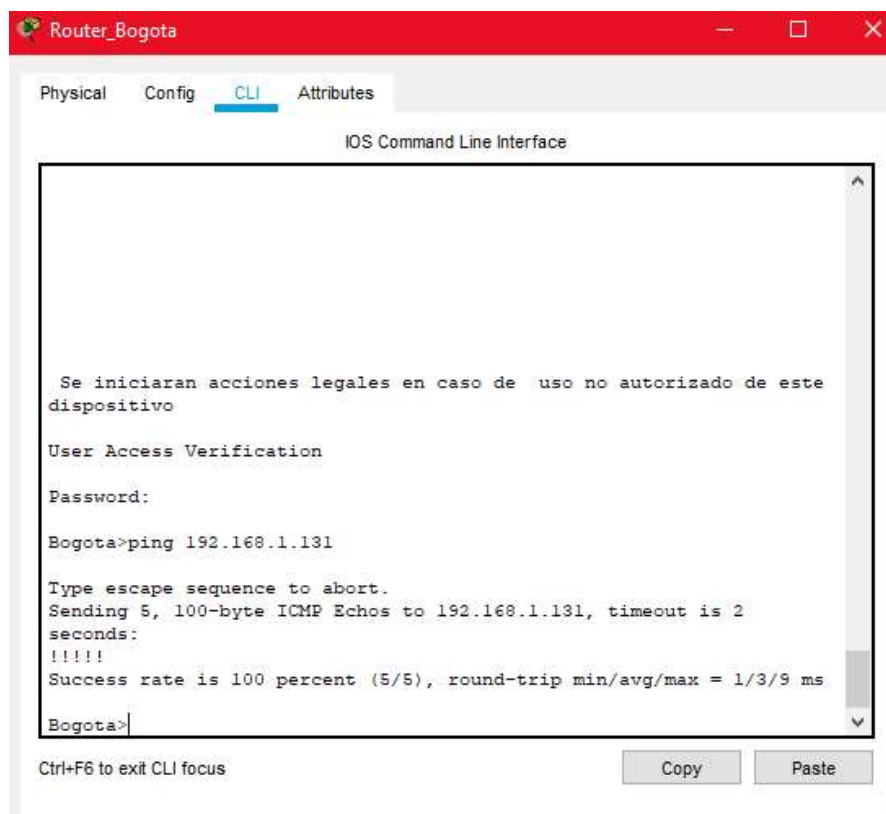 Router_Bogota
Physical Config CLI Attributes
IOS Command Line Interface
Se iniciaran acciones legales en caso de  uso no autorizado de este
dispositivo
User Access Verification
Password:
Bogota>ping 192.168.1.131
Type escape sequence to abort.
Sending 5, 100-byte ICMP Echos to 192.168.1.131, timeout is 2
seconds:
!!!!!
Success rate is 100 percent (5/5), round-trip min/avg/max = 1/3/9 ms
Bogota>
Ctrl+F6 to exit CLI focus
Copy Paste